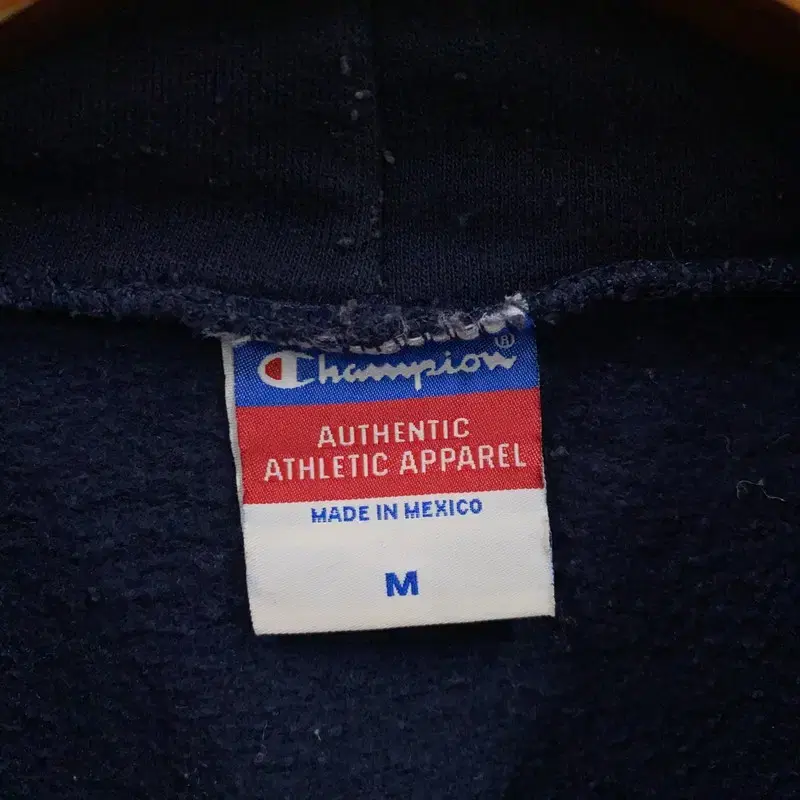 Champion®
AUTHENTIC
ATHLETIC APPAREL
MADE IN MEXICO
M